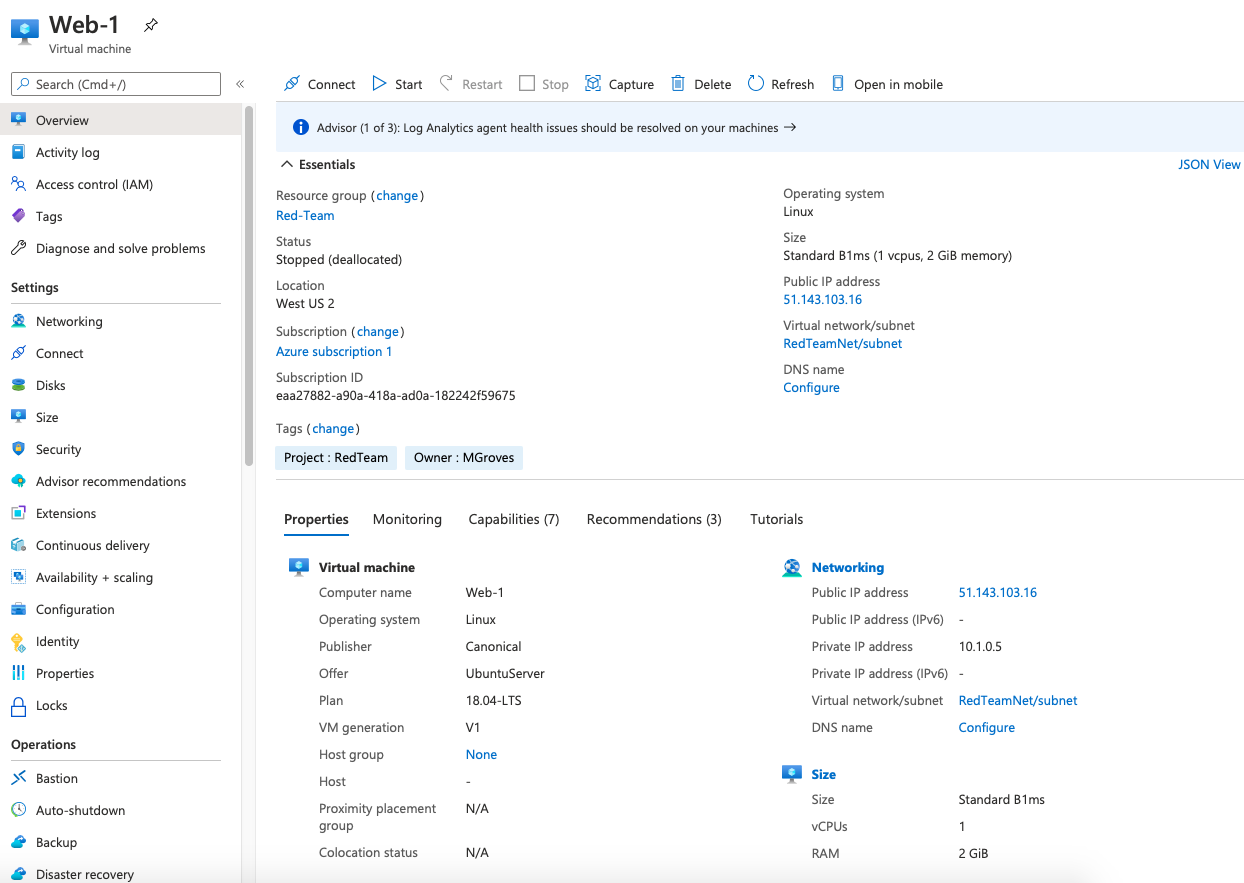 Web-1
Virtual machine
Search (Cmd+/)
«
Overview
Activity log
Access control (IAM)
Tags
Diagnose and solve problems
Settings
Networking
Connect
Disks
Size
Security
Advisor recommendations
Extensions
Continuous delivery
Availability + scaling
Configuration
Identity
Properties
Locks
Operations
Bastion
Auto-shutdown
Backup
Disaster recovery
Connect Start Restart Stop Capture Delete Refresh Open in mobile
Advisor (1 of 3): Log Analytics agent health issues should be resolved on your machines →
Essentials
JSON View
Resource group (change)
Red-Team
Status
Stopped (deallocated)
Location
West US 2
Subscription (change)
Azure subscription 1
Subscription ID
eaa27882-a90a-418a-ad0a-182242f59675
Operating system
Linux
Size
Standard B1ms (1 vcpus, 2 GiB memory)
Public IP address
51.143.103.16
Virtual network/subnet
RedTeamNet/subnet
DNS name
Configure
Tags (change)
Project : RedTeam Owner : MGroves
Properties Monitoring Capabilities (7) Recommendations (3) Tutorials
Virtual machine
Computer name Web-1
Operating system Linux
Publisher Canonical
Offer UbuntuServer
Plan 18.04-LTS
VM generation V1
Host group None
Host -
Proximity placement N/A
group
Colocation status N/A
Networking
Public IP address 51.143.103.16
Public IP address (IPv6) -
Private IP address 10.1.0.5
Private IP address (IPv6) -
Virtual network/subnet RedTeamNet/subnet
DNS name Configure
Size
Size Standard B1ms
vCPUs 1
RAM 2 GiB